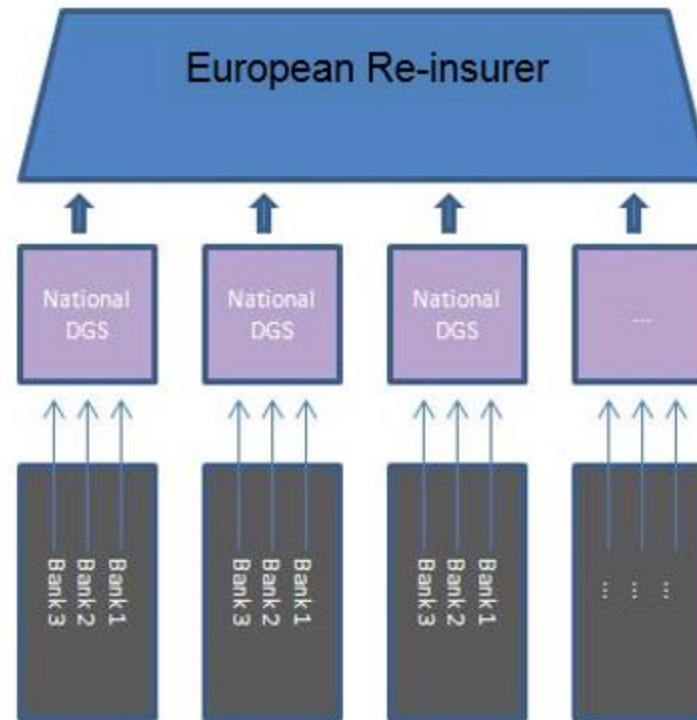 European Re-insurer
National
DGS
National
DGS
National
DGS
...
Bank 1
Bank 2
Bank 3
Bank 1
Bank 2
Bank 3
Bank 1
Bank 2
Bank 3
...
...
...